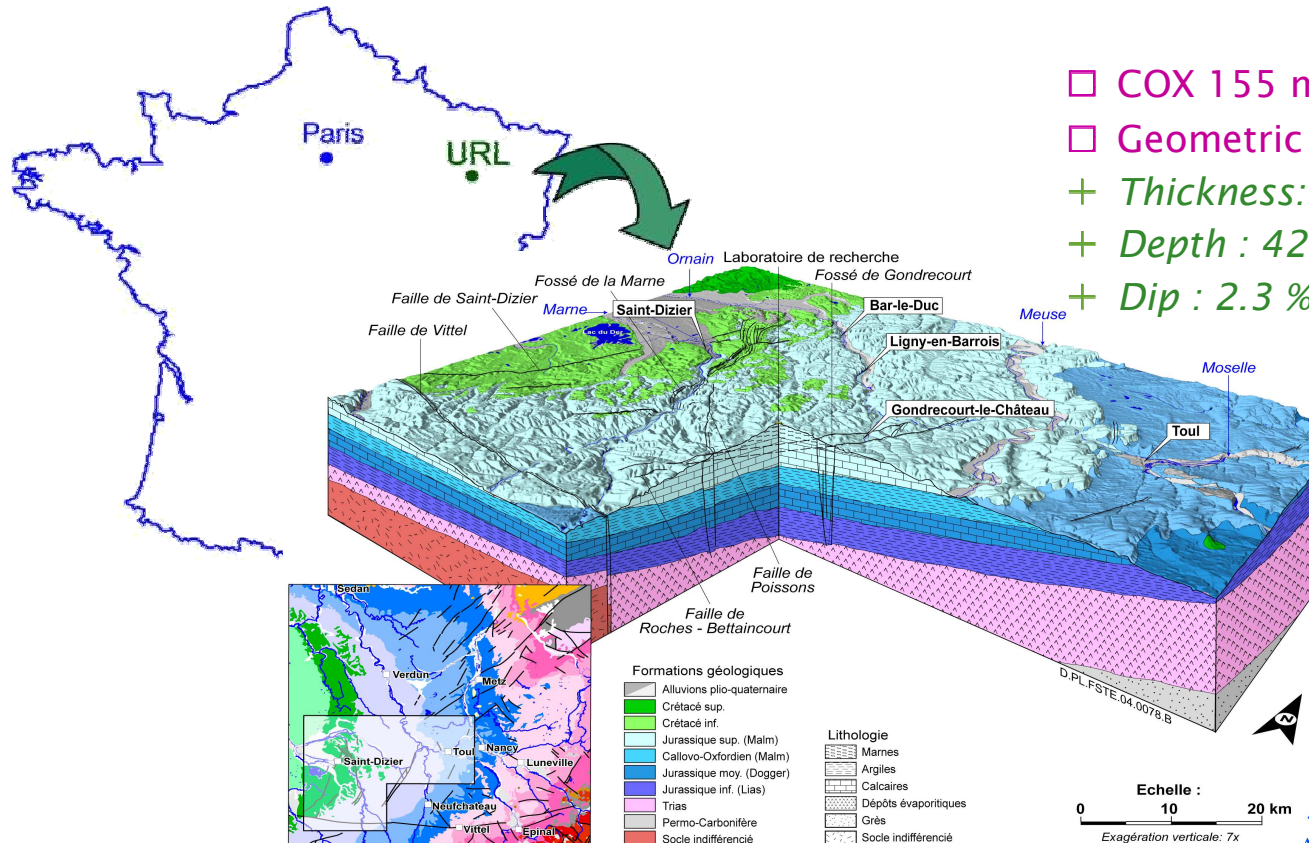 Paris
URL
□ COX 155 m
□ Geometric
+ Thickness:
+ Depth : 42
+ Dip : 2.3 %
Ornain
Laboratoire de recherche
Fossé de la Marne
Fossé de Gondrecourt
Faille de Saint-Dizier
Marne
Saint-Dizier
Bar-le-Duc
Meuse
Faille de Vittel
ac du Der
Ligny-en-Barrois
Moselle
Gondrecourt-le-Château
Toul
Faille de
Poissons
Faille de
Roches - Bettaincourt
D.PL.FSTE.04.0078.B
N
Sedan
Verdun
Metz
Toul
Nancy
Saint-Dizier
Luneville
Neufchateau
Vittel
Epinal
Formations géologiques
Alluvions plio-quaternaire
Crétacé sup.
Crétacé inf.
Jurassique sup. (Malm)
Callovo-Oxfordien (Malm)
Jurassique moy. (Dogger)
Jurassique inf. (Lias)
Trias
Permo-Carbonifère
Socle indifférencié
Lithologie
Marnes
Argiles
Calcaires
Dépôts évaporitiques
Grès
Socle indifférencié
Echelle :
0 10 20 km
Exagération verticale: 7x